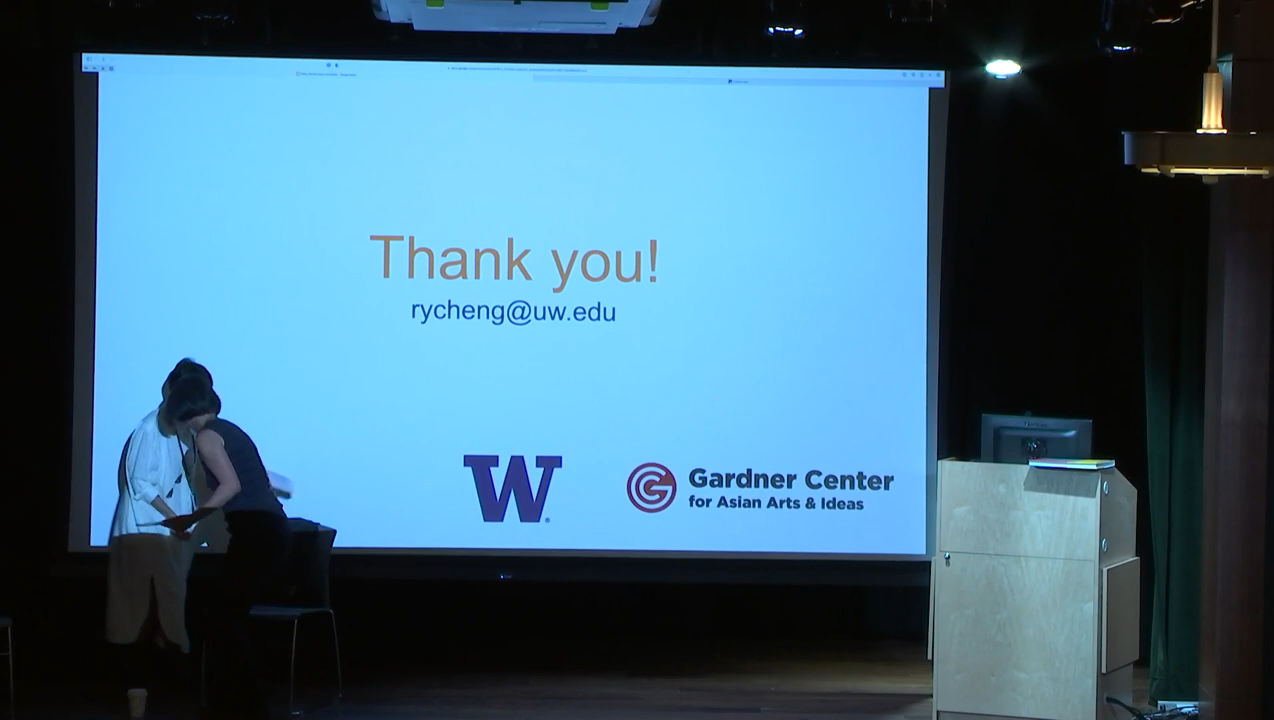 Thank you!
rycheng@uw.edu
W
Gardner Center
for Asian Arts & Ideas